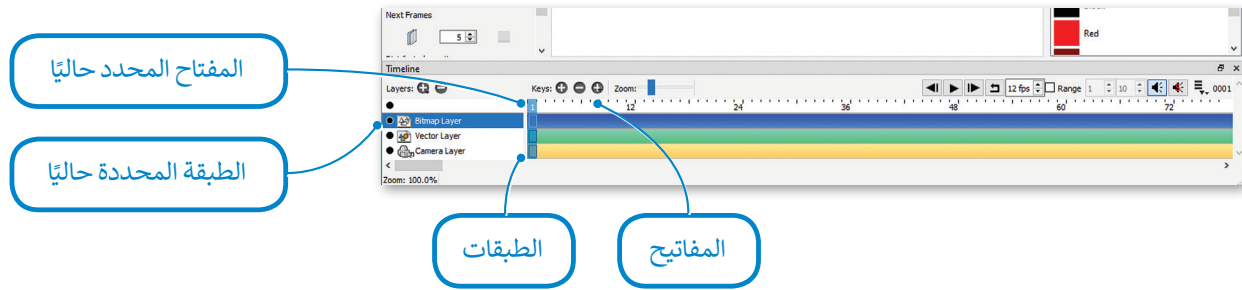 Next Frames
5
Red
Timeline
Layers:
Keys:
Zoom:
12 fps
Range
1
10
0001
1
12
24
36
48
60
72
Bitmap Layer
Vector Layer
Camera Layer
Zoom: 100.0%
المفتاح المحدد حاليًا
الطبقة المحددة حاليًا
الطبقات
المفاتيح